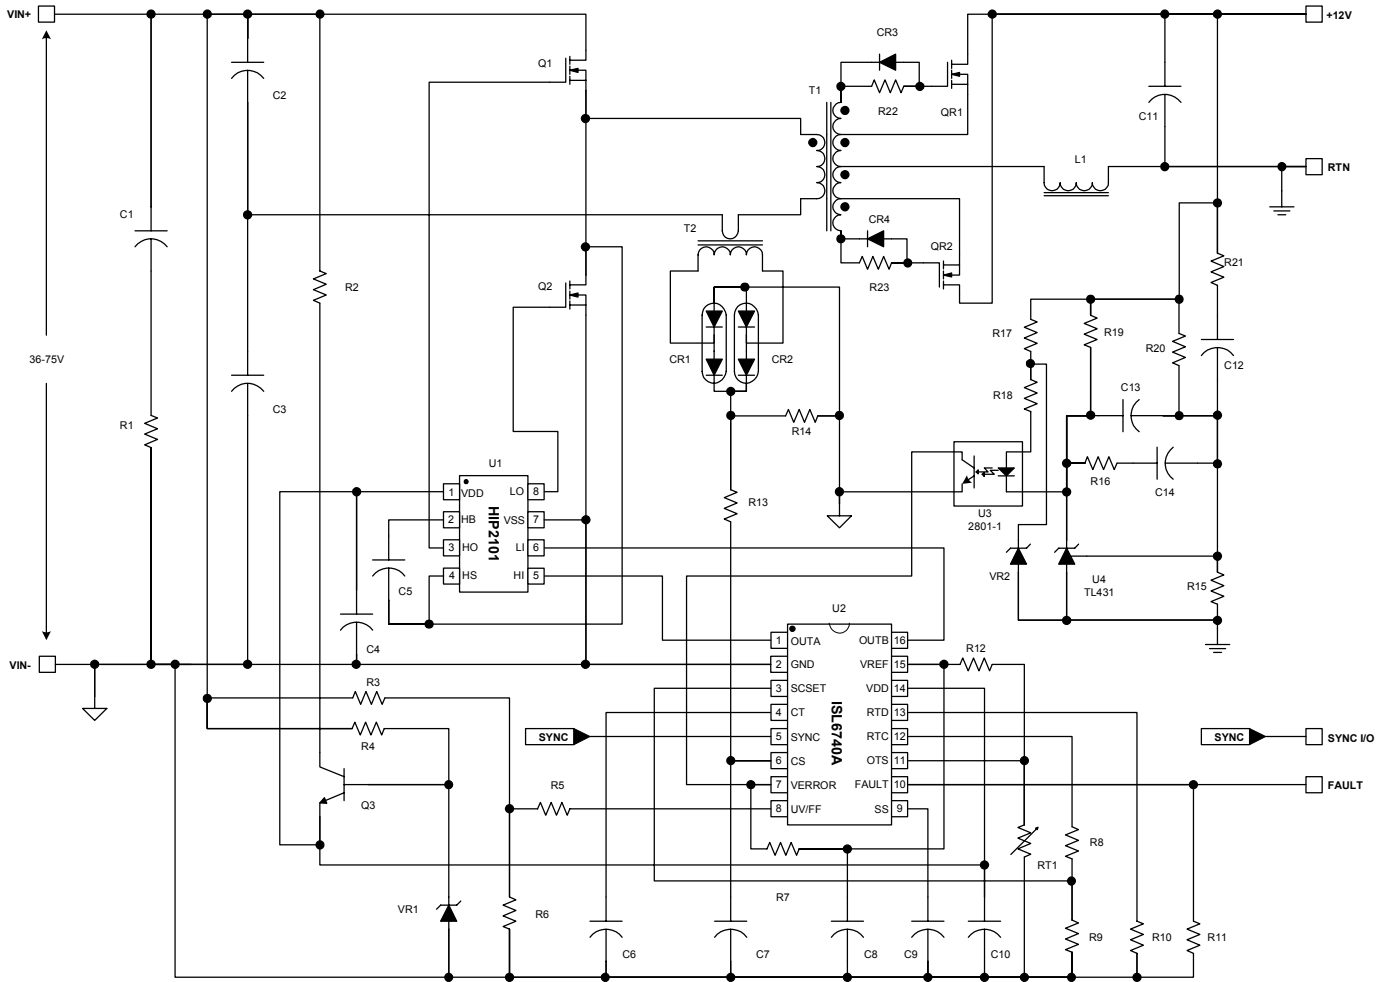 VIN+
+12V
CR3
Q1
T1
C2
R22
QR1
C11
L1
RTN
C1
CR4
T2
QR2
R21
R2
Q2
R23
R17
R19
R20
36-75V
CR1
CR2
C12
R18
C13
C3
R1
R14
U1
R16
C14
1 VDD LO 8
2 HB VSS 7
3 HO LI 6
4 HS HI 5
HIP2101
R13
U3
2801-1
C5
VR2
U4
TL431
R15
U2
C4
1 OUTA OUTB 16
2 GND VREF 15
3 SCSET VDD 14
4 CT RTD 13
5 SYNC RTC 12
6 CS OTS 11
7 VERROR FAULT 10
8 UV/FF SS 9
ISL6740A
R12
VIN-
R3
R4
SYNC
SYNC
SYNC I/O
FAULT
Q3
R5
R8
RT1
R7
VR1
R6
C6
C7
C8
C9
C10
R9
R10
R11